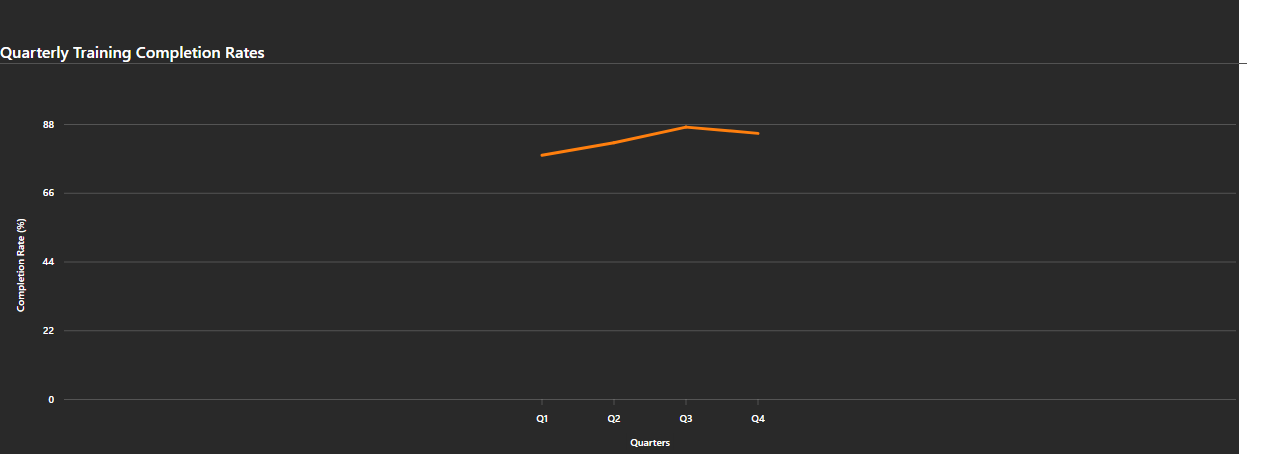 Quarterly Training Completion Rates
88
66
44
22
0
Completion Rate (%)
Q1 Q2 Q3 Q4
Quarters